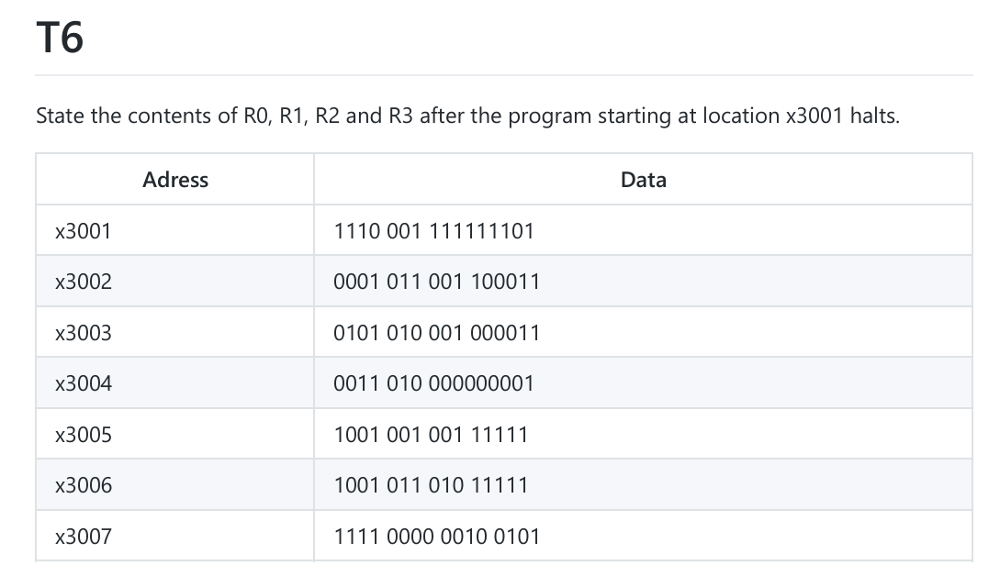 T6
State the contents of R0, R1, R2 and R3 after the program starting at location x3001 halts.
Adress Data
x3001 1110 001 111111101
x3002 0001 011 001 100011
x3003 0101 010 001 000011
x3004 0011 010 000000001
x3005 1001 001 001 11111
x3006 1001 011 010 11111
x3007 1111 0000 0010 0101